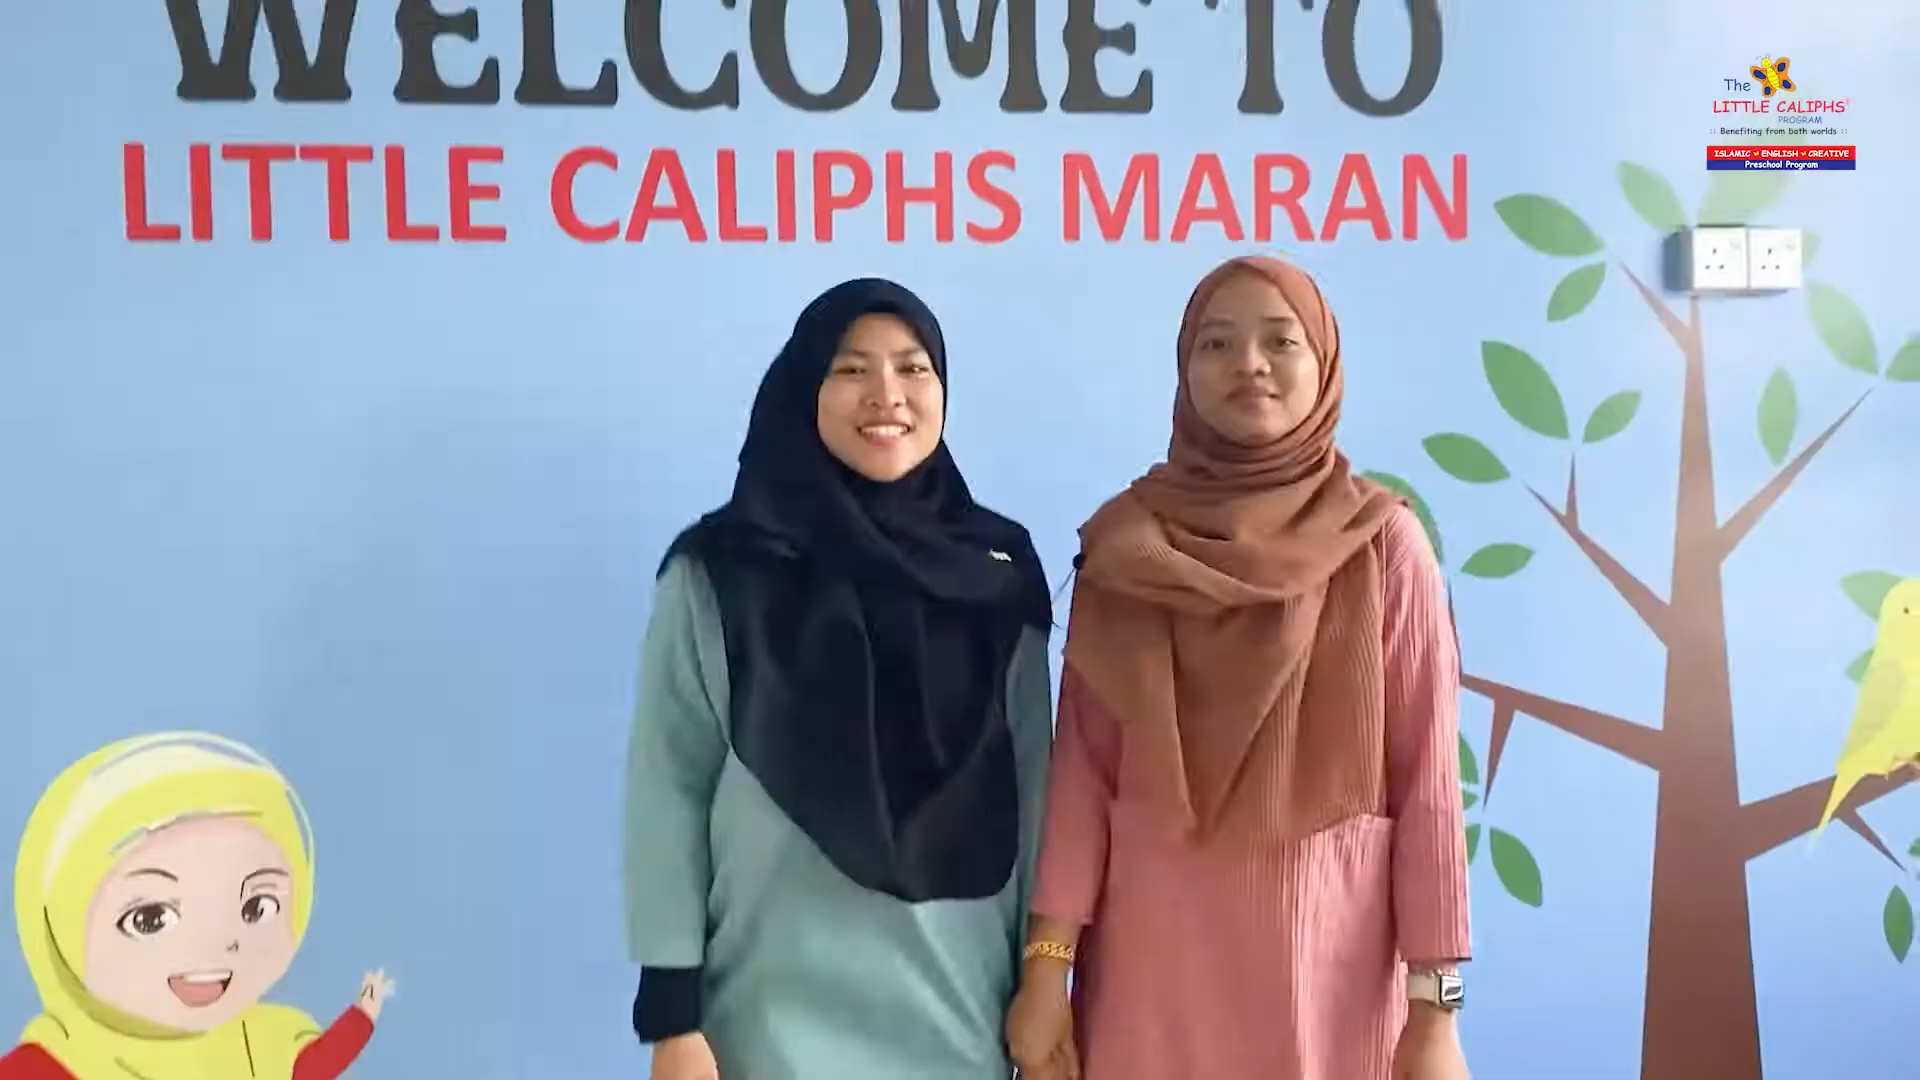 WELCOME TO
LITTLE CALIPHS MARAN
The
LITTLE CALIPHS
PROGRAM
:: Benefiting from both worlds ::
ISLAMIC ENGLISH CREATIVE
Preschool Program